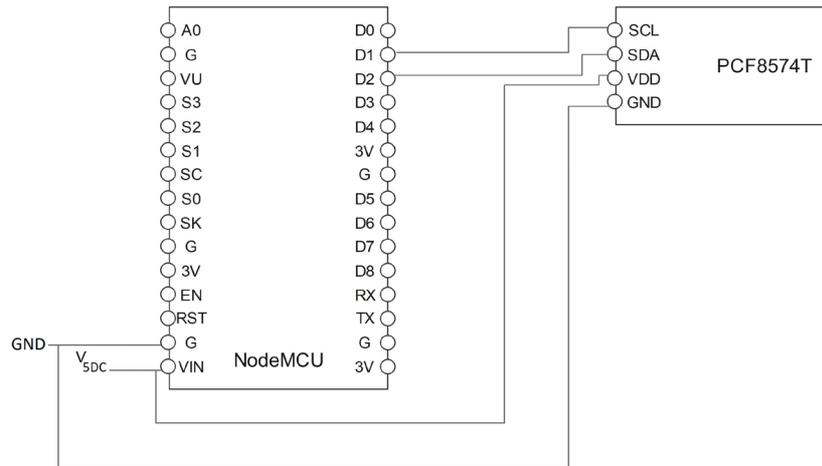 A0
G
VU
S3
S2
S1
SC
S0
SK
G
3V
EN
RST
G
VIN
D0
D1
D2
D3
D4
3V
G
D5
D6
D7
D8
RX
TX
G
3V
NodeMCU
GND
V5DC
SCL
SDA
VDD
GND
PCF8574T